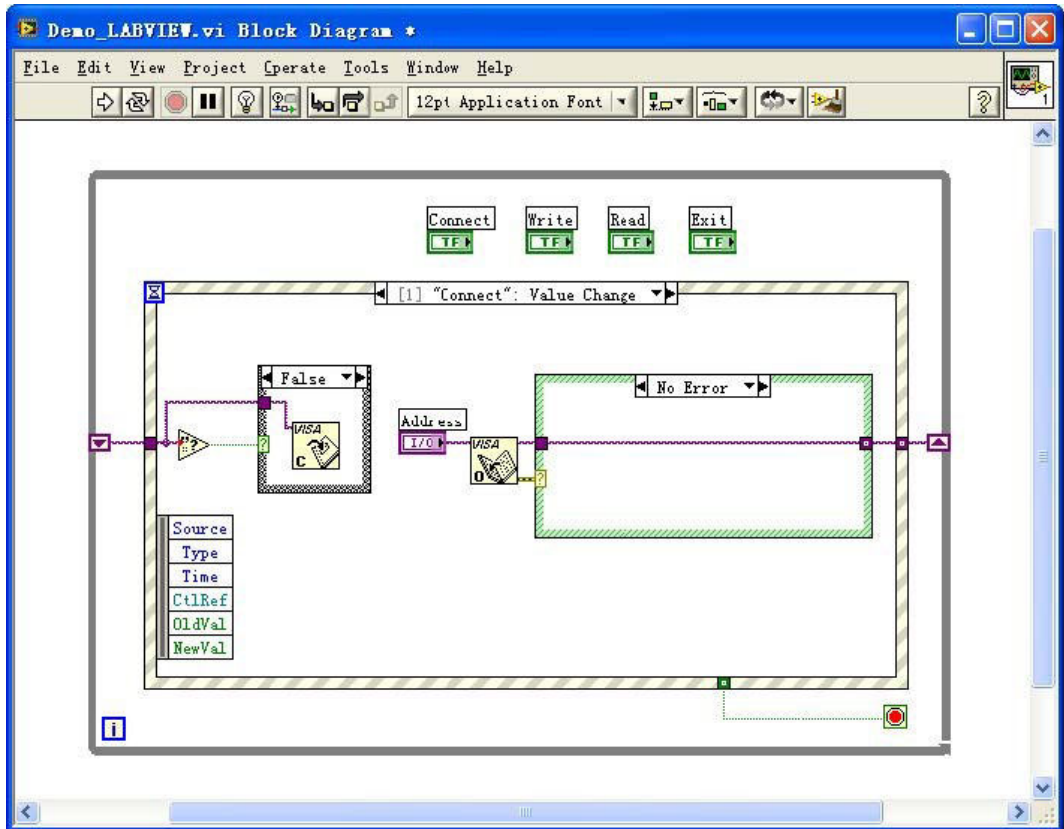 Demo_LABVIEW.vi Block Diagram *
File Edit View Project Operate Tools Window Help
12pt Application Font
1
Connect Write Read Exit
TF TF TF TF
[1] "Connect": Value Change
False
No Error
Address
I/O
"?
?
VISA
C
VISA
O
?
Source
Type
Time
CtlRef
OldVal
NewVal
i